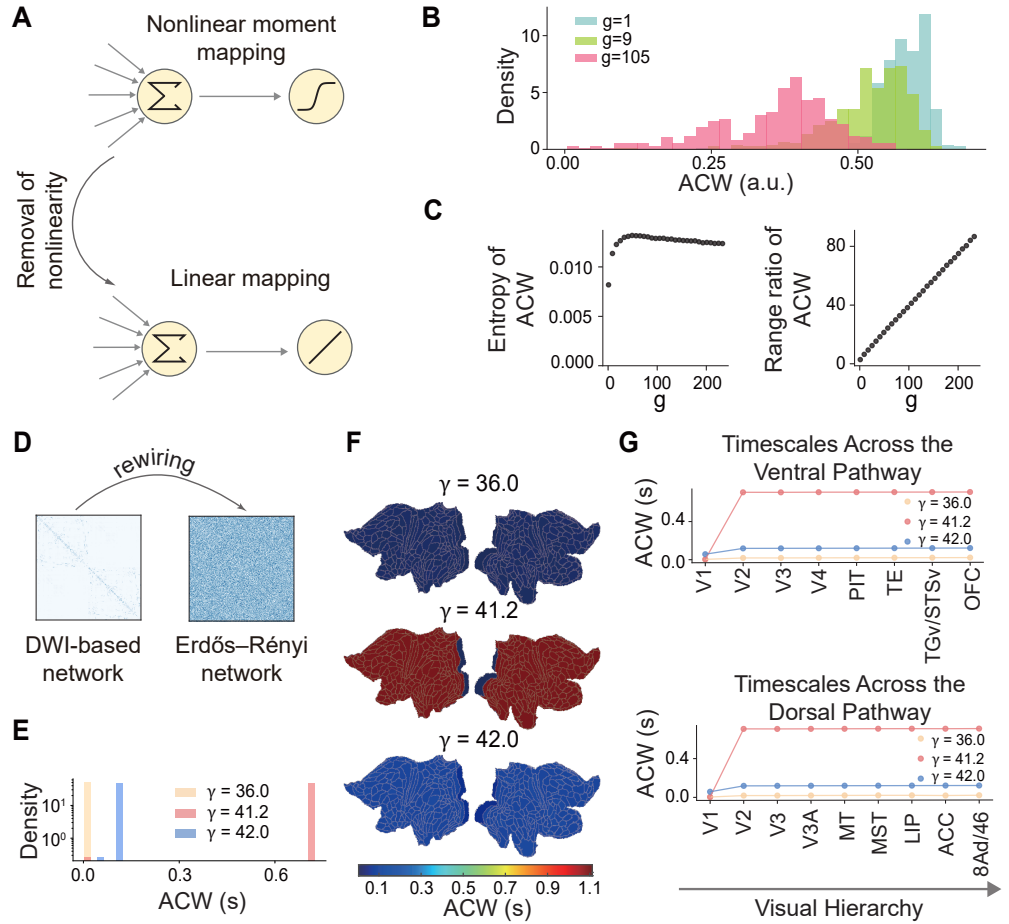 A
Nonlinear moment
mapping
Removal of
nonlinearity
Linear mapping
B
g=1
g=9
g=105
Density
10
5
0
0.00
0.25
0.50
ACW (a.u.)
C
Entropy of
ACW
0.010
0.005
0.000
0
100
200
g
Range ratio of
ACW
80
40
0
0
100
200
g
D
rewiring
DWI-based
network
Erdős–Rényi
network
E
Density
10¹
10⁰
γ = 36.0
γ = 41.2
γ = 42.0
0.0
0.3
0.6
ACW (s)
F
γ = 36.0
γ = 41.2
γ = 42.0
0.1 0.3 0.5 0.7 0.9 1.1
ACW (s)
G
Timescales Across the
Ventral Pathway
ACW (s)
0.4
0.0
γ = 36.0
γ = 41.2
γ = 42.0
V1
V2
V3
V4
PIT
TE
TGv/STSv
OFC
Timescales Across the
Dorsal Pathway
ACW (s)
0.4
0.0
γ = 36.0
γ = 41.2
γ = 42.0
V1
V2
V3
V3A
MT
MST
LIP
ACC
8Ad/46
Visual Hierarchy